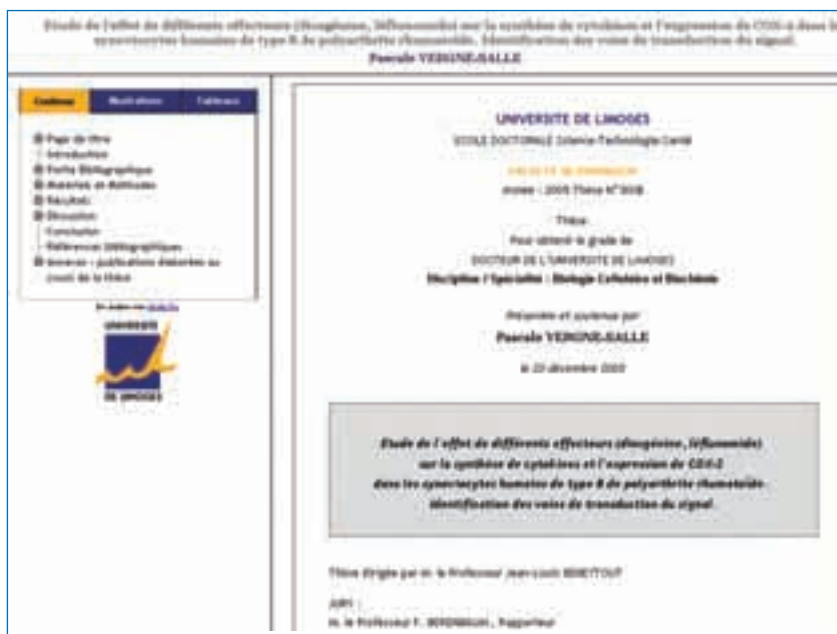 Etude de l'effet de différents effecteurs (diosgénine, léflunomide) sur la synthèse de cytokines et l'expression de COX-2 dans les
synoviocytes humains de type B de polyarthrite rhumatoïde. Identification des voies de transduction du signal.
Pascale VERGNE-SALLE
Contenu Illustrations Tableaux
Page de titre
Introduction
Partie Bibliographique
Matériels et Méthodes
Résultats
Discussion
Conclusion
Références bibliographiques
Annexe : publications élaborées au
cours de la thèse
UNIVERSITE
DE LIMOGES
UNIVERSITE DE LIMOGES
ECOLE DOCTORALE Science-Technologie-Santé
FACULTE DE PHARMACIE
Année : 2005 Thèse N°
Thèse
Pour obtenir le grade de
DOCTEUR DE L'UNIVERSITE DE LIMOGES
Discipline / Spécialité : Biologie Cellulaire et Biochimie
Présentée et soutenue par
Pascale VERGNE-SALLE
le décembre 2005
Etude de l'effet de différents effecteurs (diosgénine, léflunomide)
sur la synthèse de cytokines et l'expression de COX-2
dans les synoviocytes humains de type B de polyarthrite rhumatoïde.
Identification des voies de transduction du signal.
Thèse dirigée par M. le Professeur Jean-Louis BENEYTOUT
JURY :
M. le Professeur F. BERENBAUM, Rapporteur